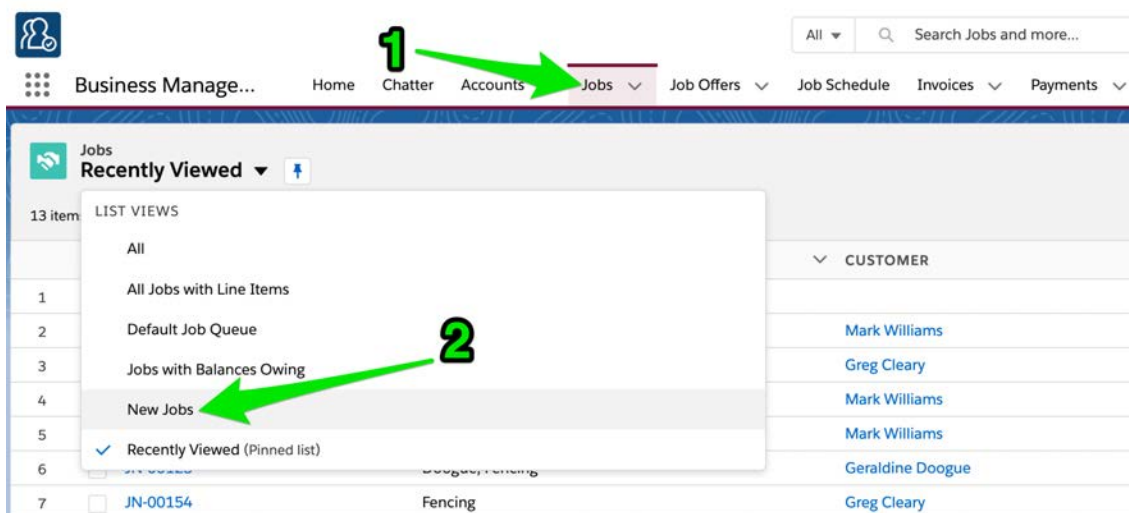 All
Search Jobs and more...
1
Business Manage...
Home
Chatter
Accounts
Jobs
Job Offers
Job Schedule
Invoices
Payments
Jobs
Recently Viewed
13 item
LIST VIEWS
All
All Jobs with Line Items
Default Job Queue
Jobs with Balances Owing
New Jobs
Recently Viewed (Pinned list)
2
CUSTOMER
1
2 Mark Williams
3 Greg Cleary
4 Mark Williams
5 Mark Williams
6 Geraldine Doogue
7 JN-00154 Fencing Greg Cleary